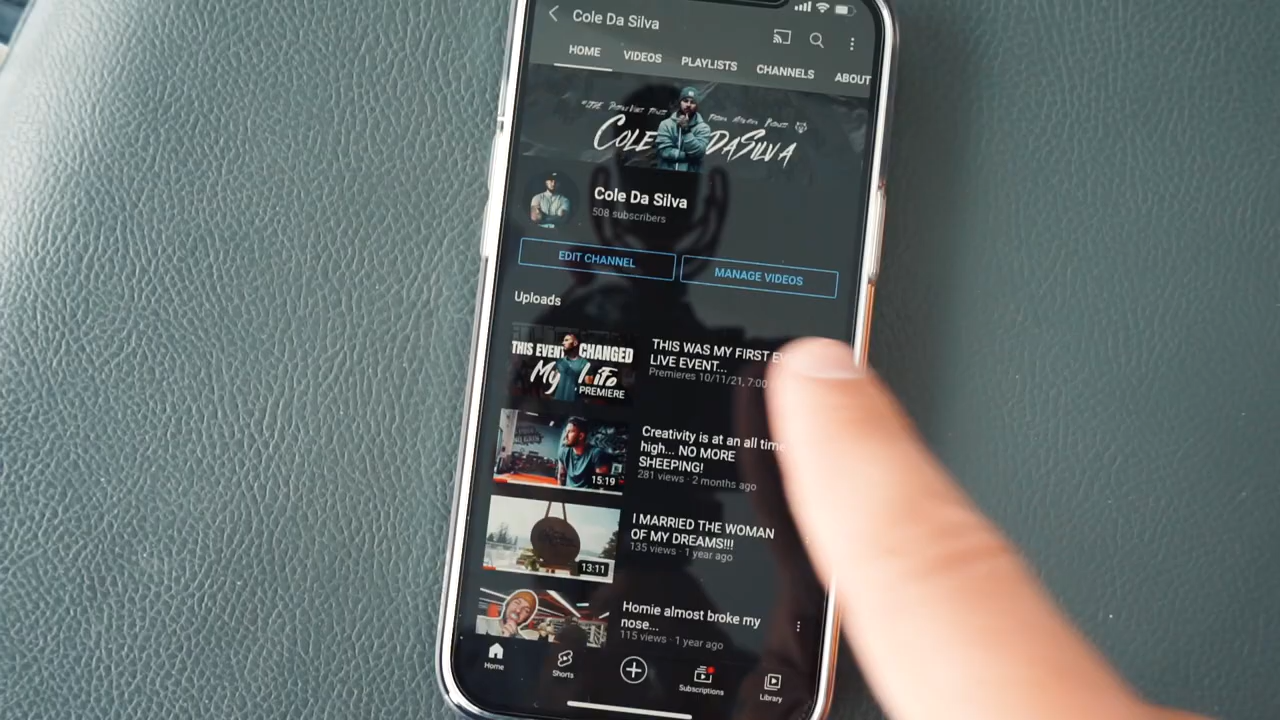 Cole Da Silva
HOME VIDEOS PLAYLISTS CHANNELS ABOUT
COLE DASILVA
Cole Da Silva
508 subscribers
EDIT CHANNEL MANAGE VIDEOS
Uploads
THIS EVENT CHANGED
My Life
PREMIERE
THIS WAS MY FIRST
LIVE EVENT...
Premieres 10/11/21, 7:00
15:19
Creativity is at an all time
high... NO MORE
SHEEPING!
281 views · 2 months ago
13:11
I MARRIED THE WOMAN
OF MY DREAMS!!!
135 views · 1 year ago
Homie almost broke my
nose...
115 views · 1 year ago
Home Shorts Subscriptions Library